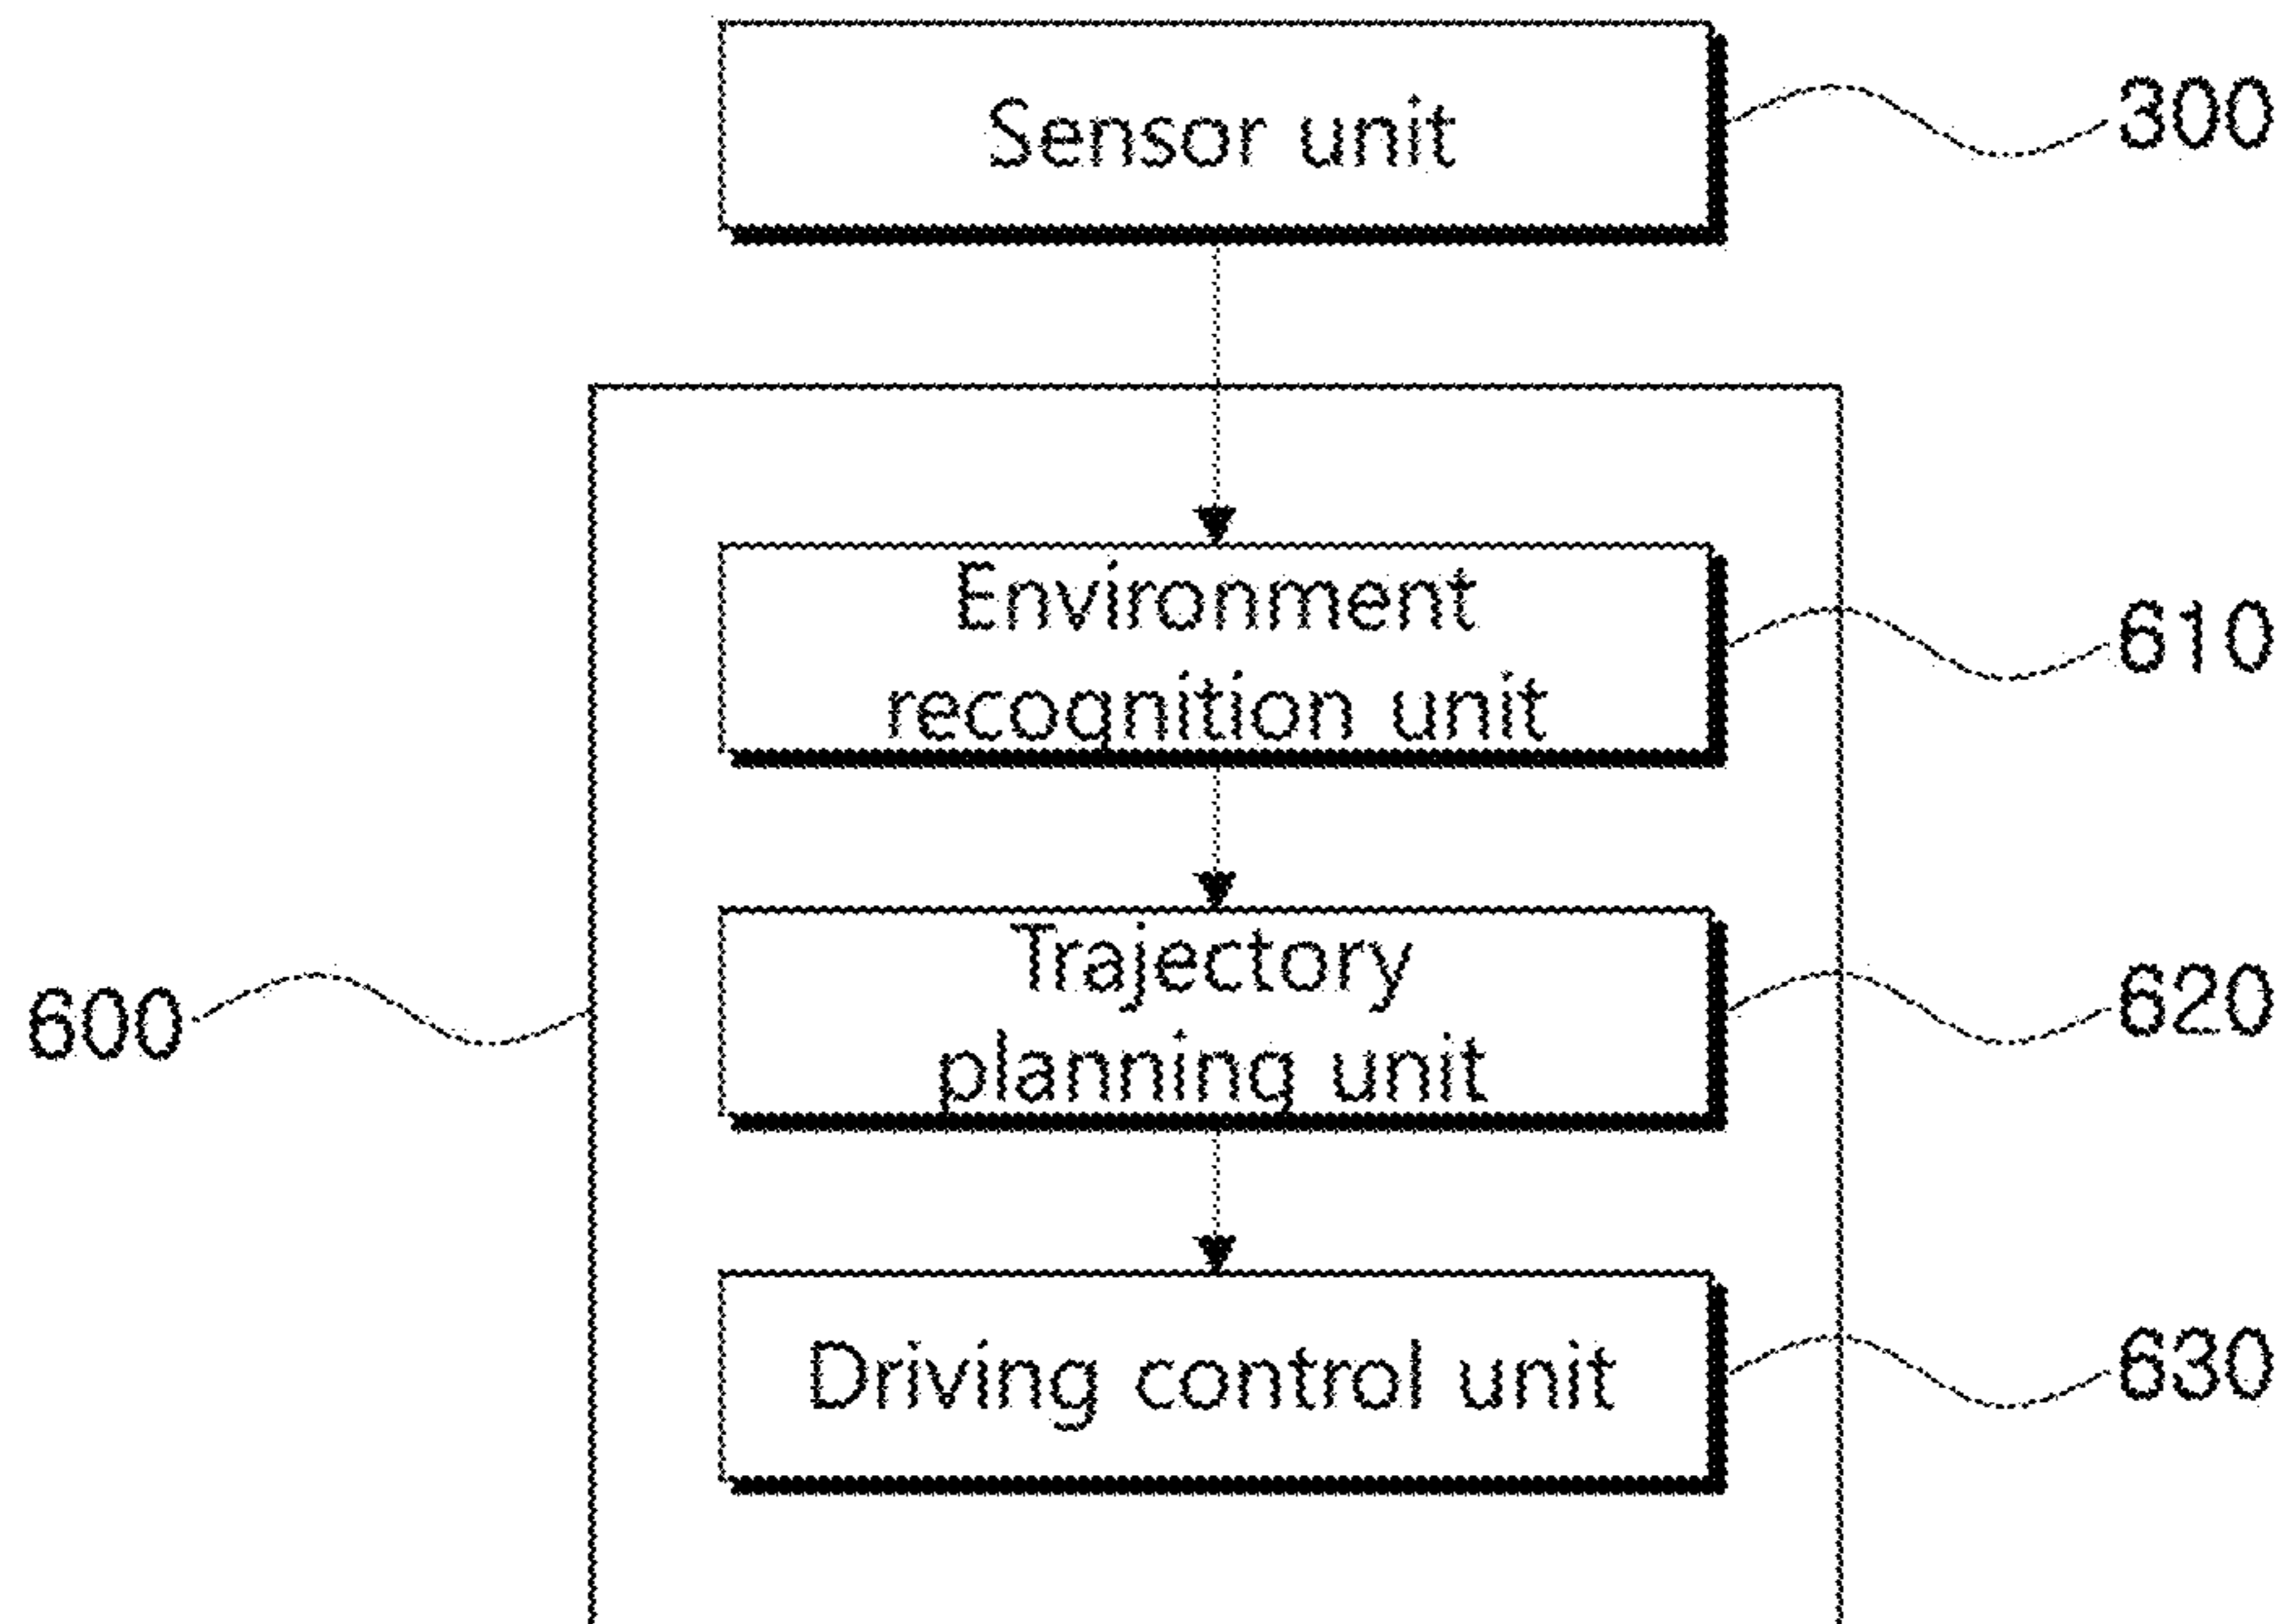 Sensor unit
300
Environment
recognition unit
610
Trajectory
planning unit
620
600
Driving control unit
630